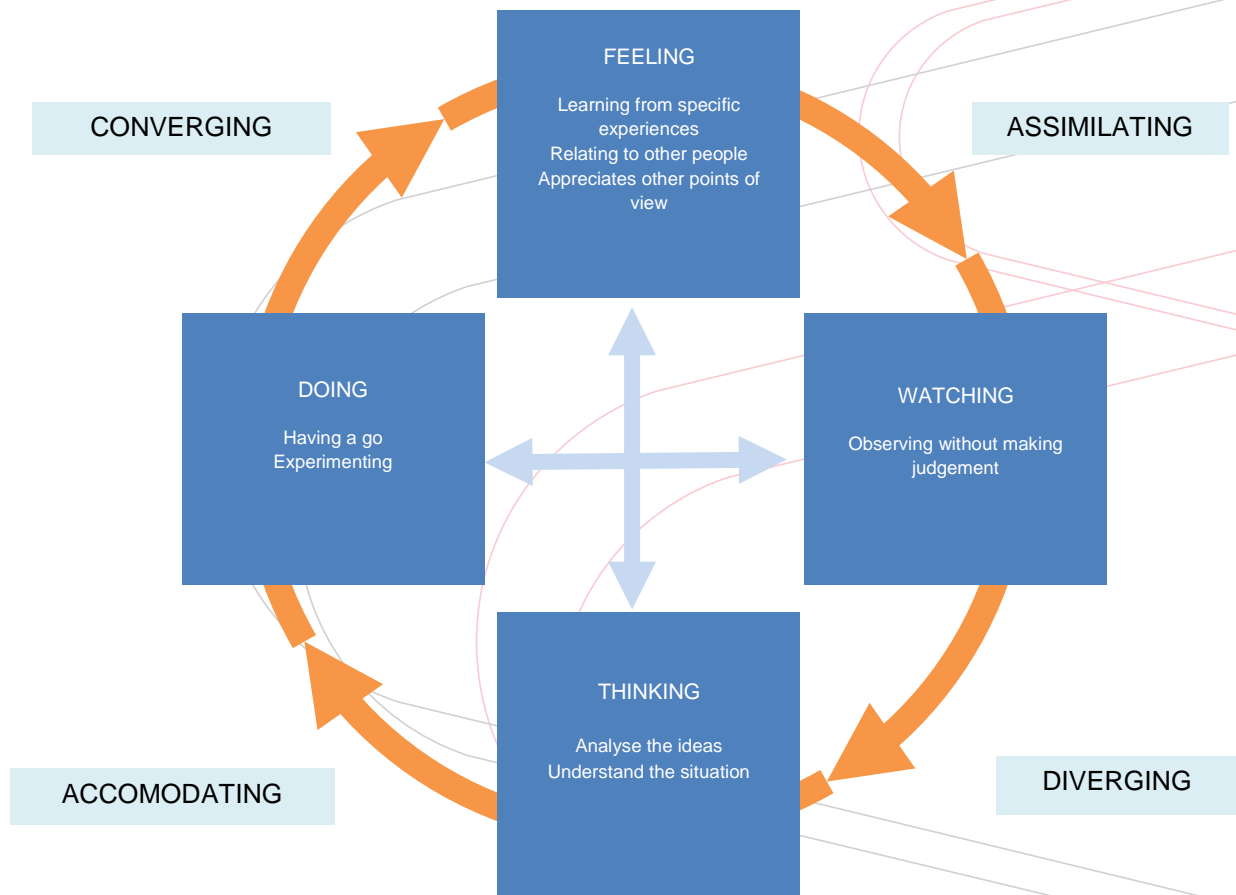 FEELING
Learning from specific
experiences
Relating to other people
Appreciates other points of
view
CONVERGING
ASSIMILATING
DOING
Having a go
Experimenting
WATCHING
Observing without making
judgement
THINKING
Analyse the ideas
Understand the situation
ACCOMODATING
DIVERGING